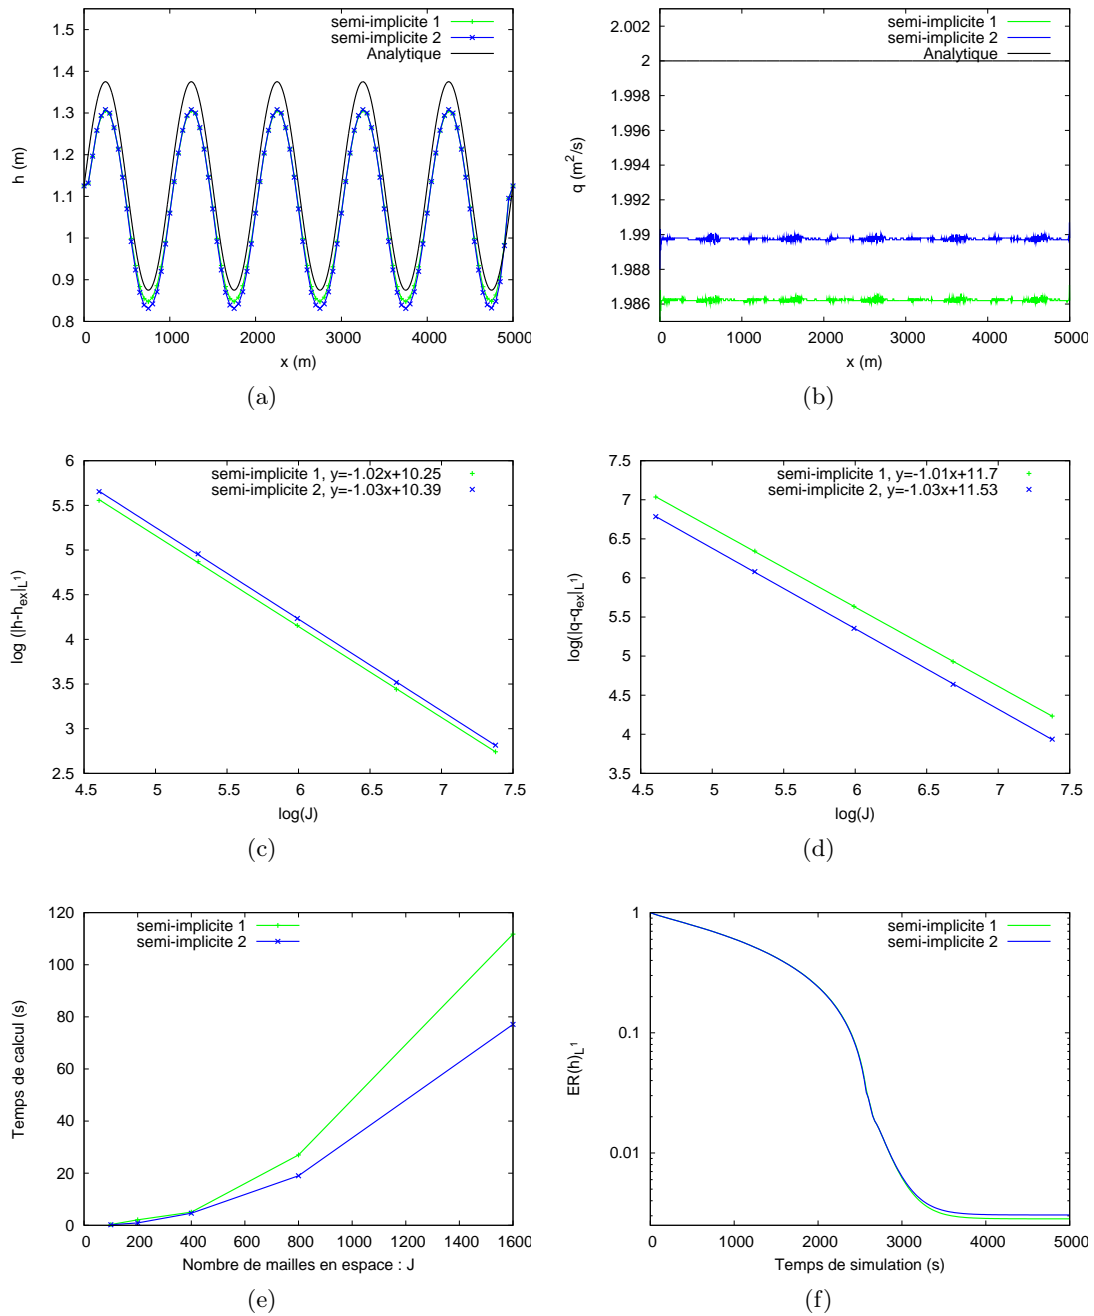 semi-implicite 1
semi-implicite 2
Analytique
1.5
1.4
1.3
1.2
1.1
1
0.9
0.8
h (m)
0 1000 2000 3000 4000 5000
x (m)
(a)
semi-implicite 1
semi-implicite 2
Analytique
2.002
2
1.998
1.996
1.994
1.992
1.99
1.988
1.986
q (m²/s)
0 1000 2000 3000 4000 5000
x (m)
(b)
semi-implicite 1, y=-1.02x+10.25
semi-implicite 2, y=-1.03x+10.39
6
5.5
5
4.5
4
3.5
3
2.5
log (|h-h_ex|_L¹)
4.5 5 5.5 6 6.5 7 7.5
log(J)
(c)
semi-implicite 1, y=-1.01x+11.7
semi-implicite 2, y=-1.03x+11.53
7.5
7
6.5
6
5.5
5
4.5
4
3.5
log(|q-q_ex|_L¹)
4.5 5 5.5 6 6.5 7 7.5
log(J)
(d)
semi-implicite 1
semi-implicite 2
120
100
80
60
40
20
0
Temps de calcul (s)
0 200 400 600 800 1000 1200 1400 1600
Nombre de mailles en espace : J
(e)
semi-implicite 1
semi-implicite 2
1
0.1
0.01
ER(h)_L¹
0 1000 2000 3000 4000 5000
Temps de simulation (s)
(f)